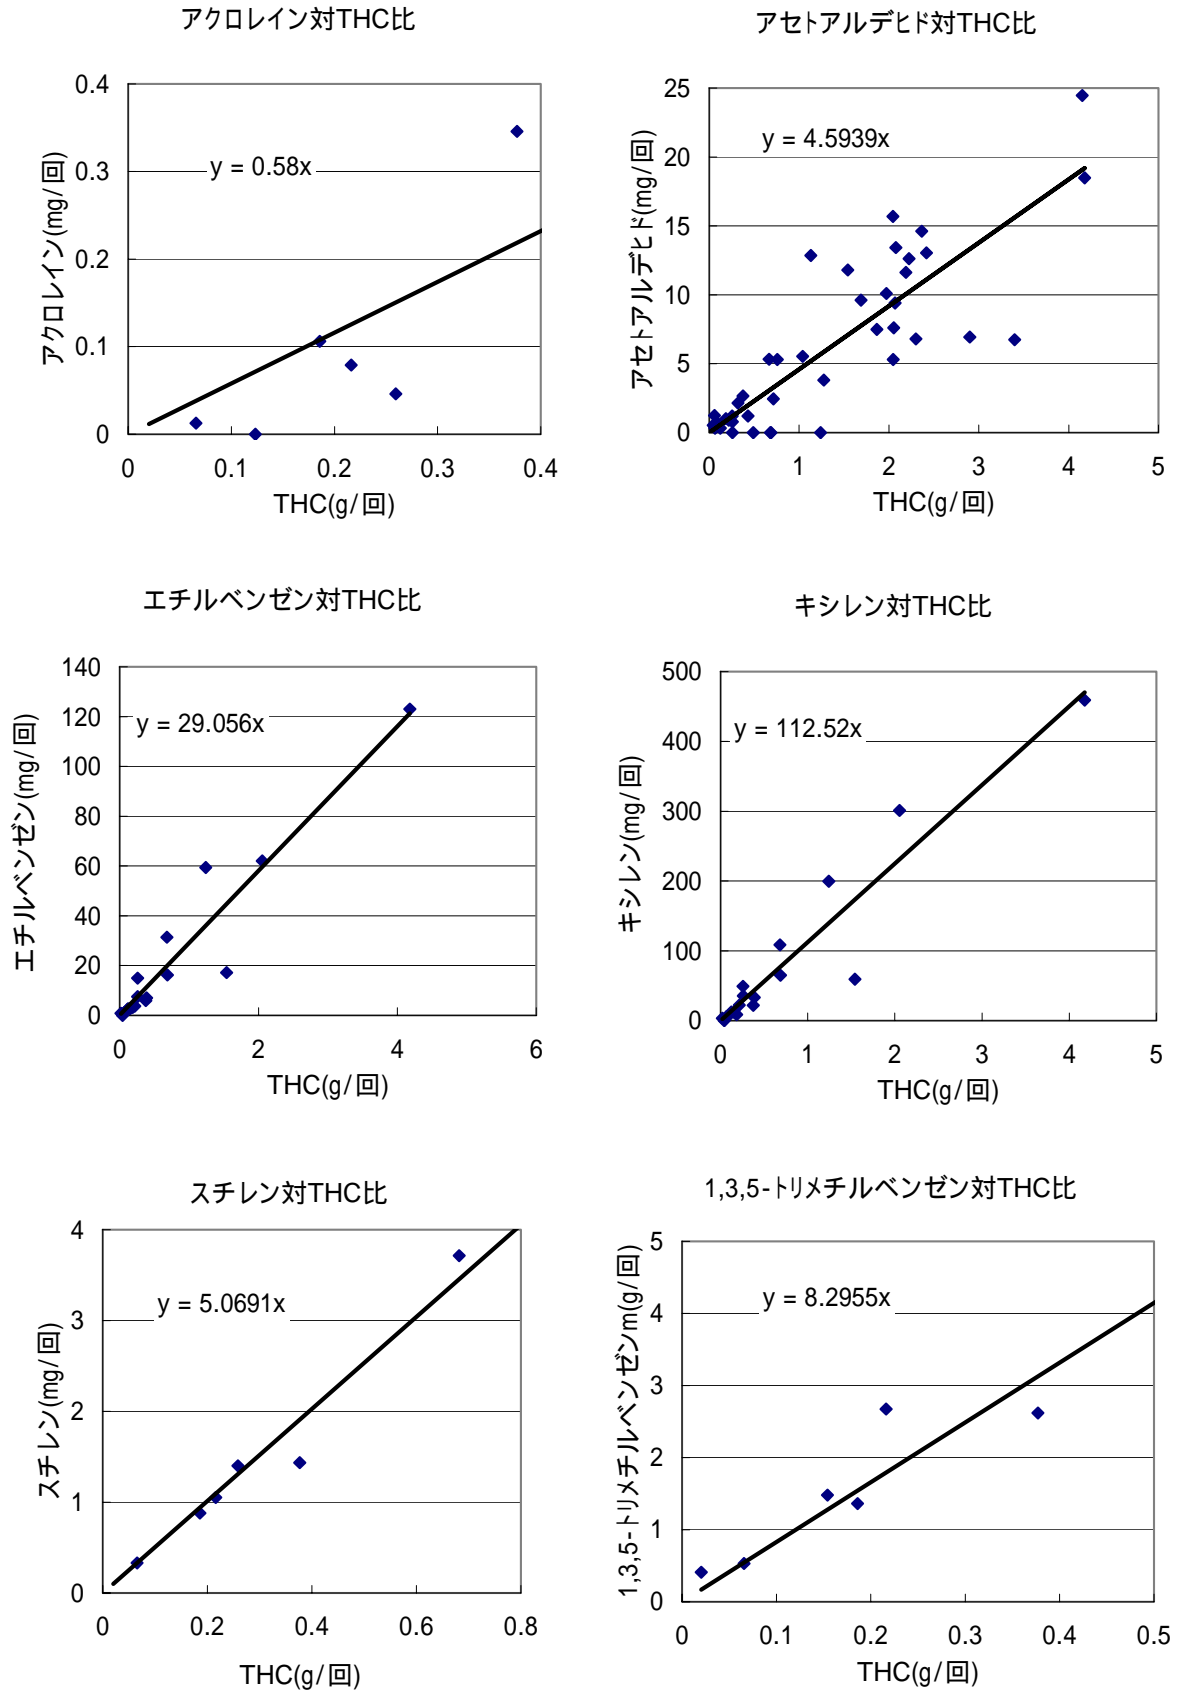 アクロレイン対THC比
アクロレイン(mg/回)
0.4
0.3
0.2
0.1
0
y = 0.58x
0
0.1
0.2
0.3
0.4
THC(g/回)
アセトアルデヒド対THC比
アセトアルデヒド(mg/回)
25
20
15
10
5
0
y = 4.5939x
0
1
2
3
4
5
THC(g/回)
エチルベンゼン対THC比
エチルベンゼン(mg/回)
140
120
100
80
60
40
20
0
y = 29.056x
0
2
4
6
THC(g/回)
キシレン対THC比
キシレン(mg/回)
500
400
300
200
100
0
y = 112.52x
0
1
2
3
4
5
THC(g/回)
スチレン対THC比
スチレン(mg/回)
4
3
2
1
0
y = 5.0691x
0
0.2
0.4
0.6
0.8
THC(g/回)
1,3,5-トリメチルベンゼン対THC比
1,3,5-トリメチルベンゼンm(g/回)
5
4
3
2
1
0
y = 8.2955x
0
0.1
0.2
0.3
0.4
0.5
THC(g/回)